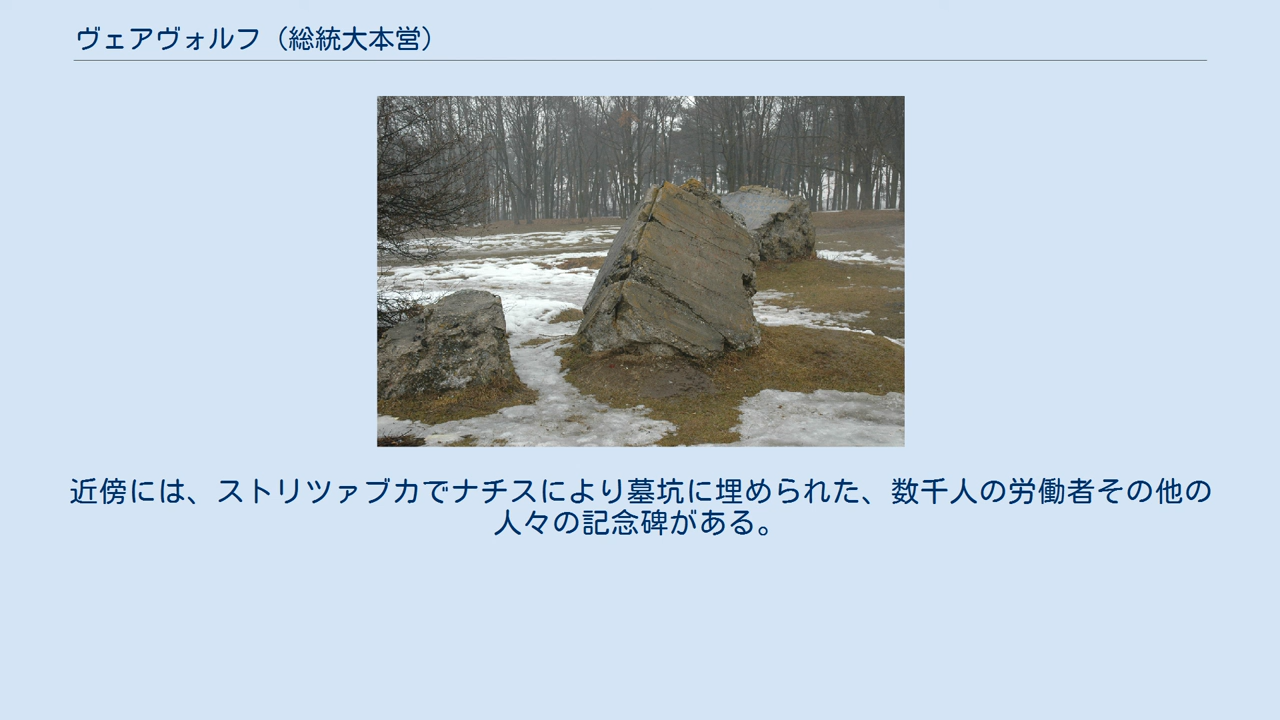 ヴェアヴォルフ（総統大本営）
近傍には、ストリツァブカでナチスにより墓坑に埋められた、数千人の労働者その他の
人々の記念碑がある。